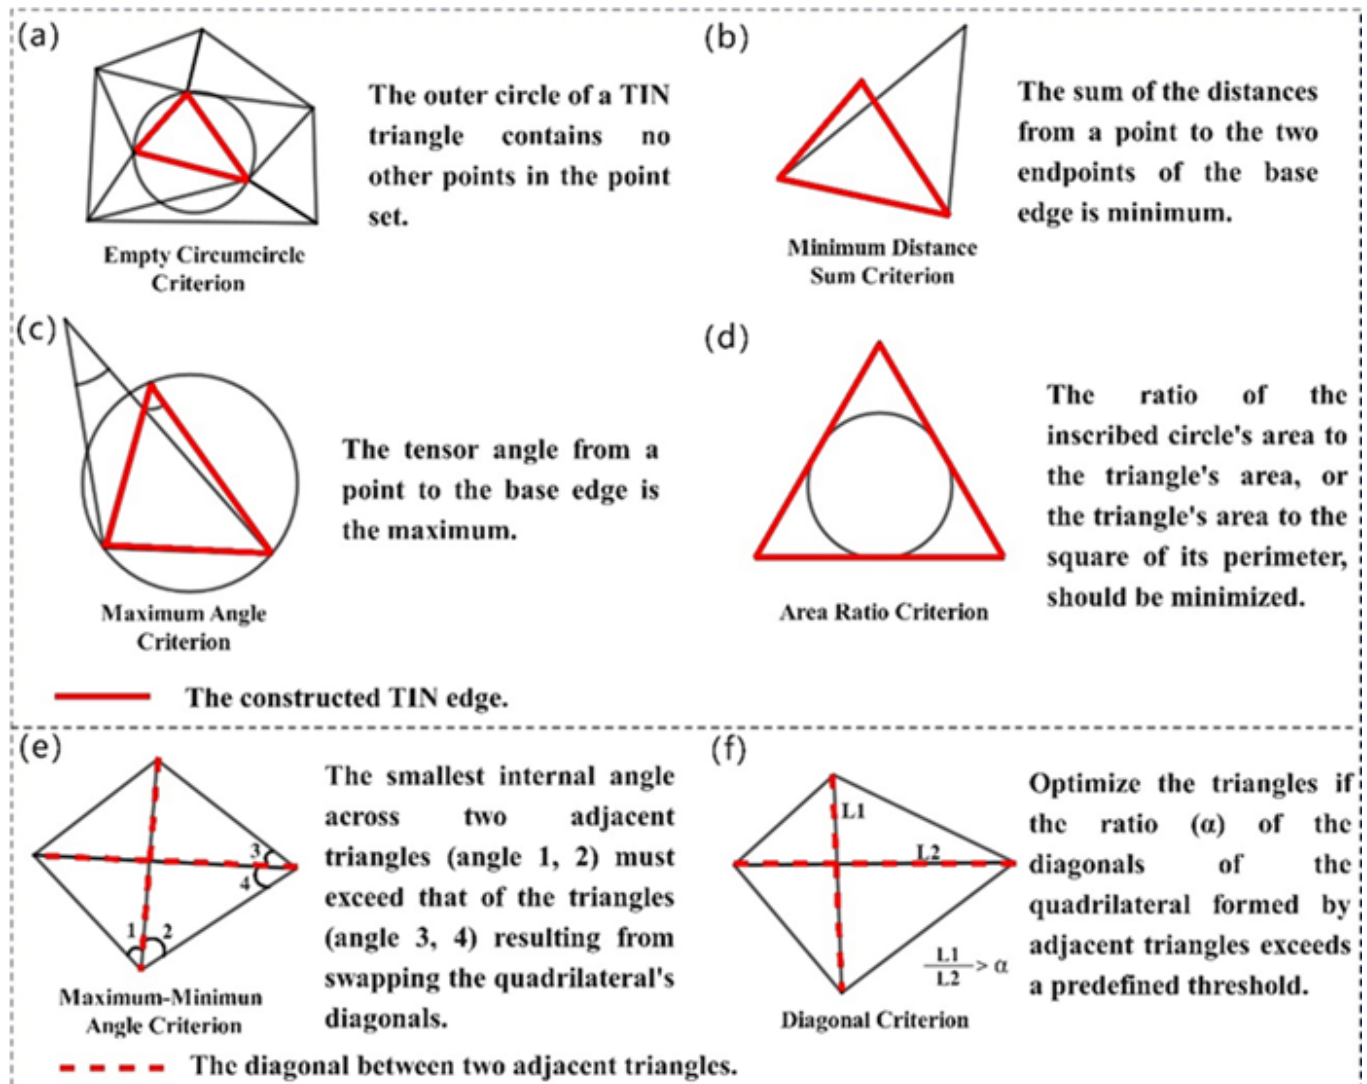 (a)
The outer circle of a TIN
triangle contains no
other points in the point
set.
Empty Circumcircle
Criterion
(b)
The sum of the distances
from a point to the two
endpoints of the base
edge is minimum.
Minimum Distance
Sum Criterion
(c)
The tensor angle from a
point to the base edge is
the maximum.
Maximum Angle
Criterion
(d)
The ratio of the
inscribed circle's area to
the triangle's area, or
the triangle's area to the
square of its perimeter,
should be minimized.
Area Ratio Criterion
The constructed TIN edge.
(e)
3
4
1 2
The smallest internal angle
across two adjacent
triangles (angle 1, 2) must
exceed that of the triangles
(angle 3, 4) resulting from
swapping the quadrilateral's
diagonals.
Maximum-Minimun
Angle Criterion
(f)
L1
L2
L1
L2 > α
Optimize the triangles if
the ratio (α) of the
diagonals of the
quadrilateral formed by
adjacent triangles exceeds
a predefined threshold.
Diagonal Criterion
The diagonal between two adjacent triangles.